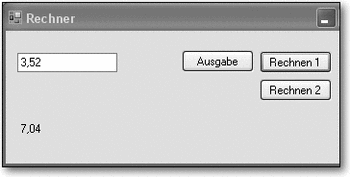 Rechner
3,52
Ausgabe
Rechnen 1
Rechnen 2
7,04